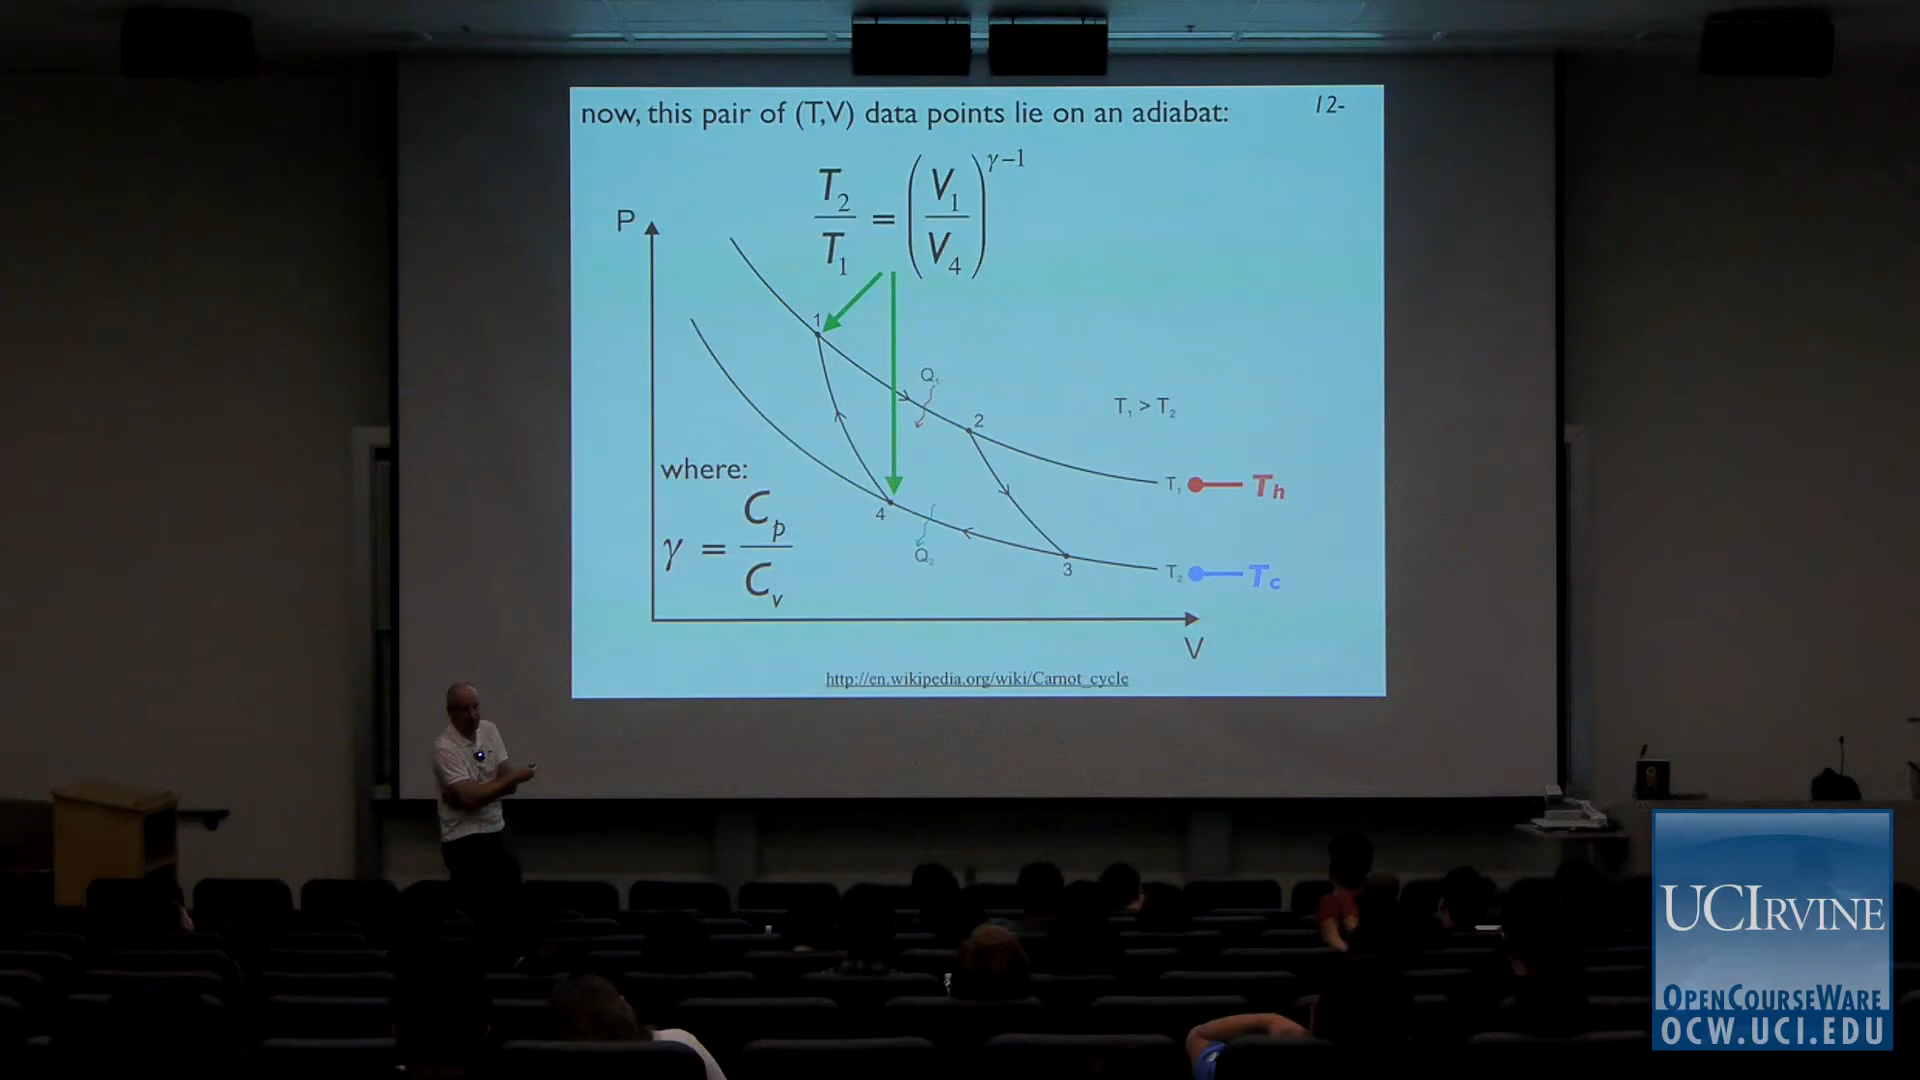 now, this pair of (T,V) data points lie on an adiabat:
12-
T₂/T₁ = (V₁/V₄)^(γ−1)
P
1
Q₁
2
T₁ > T₂
where:
γ = Cₚ/Cᵥ
T₁ Tₕ
4
Q₂
3
T₂ T꜀
V
http://en.wikipedia.org/wiki/Carnot_cycle
UCIRVINE
OPENCOURSEWARE
OCW.UCI.EDU